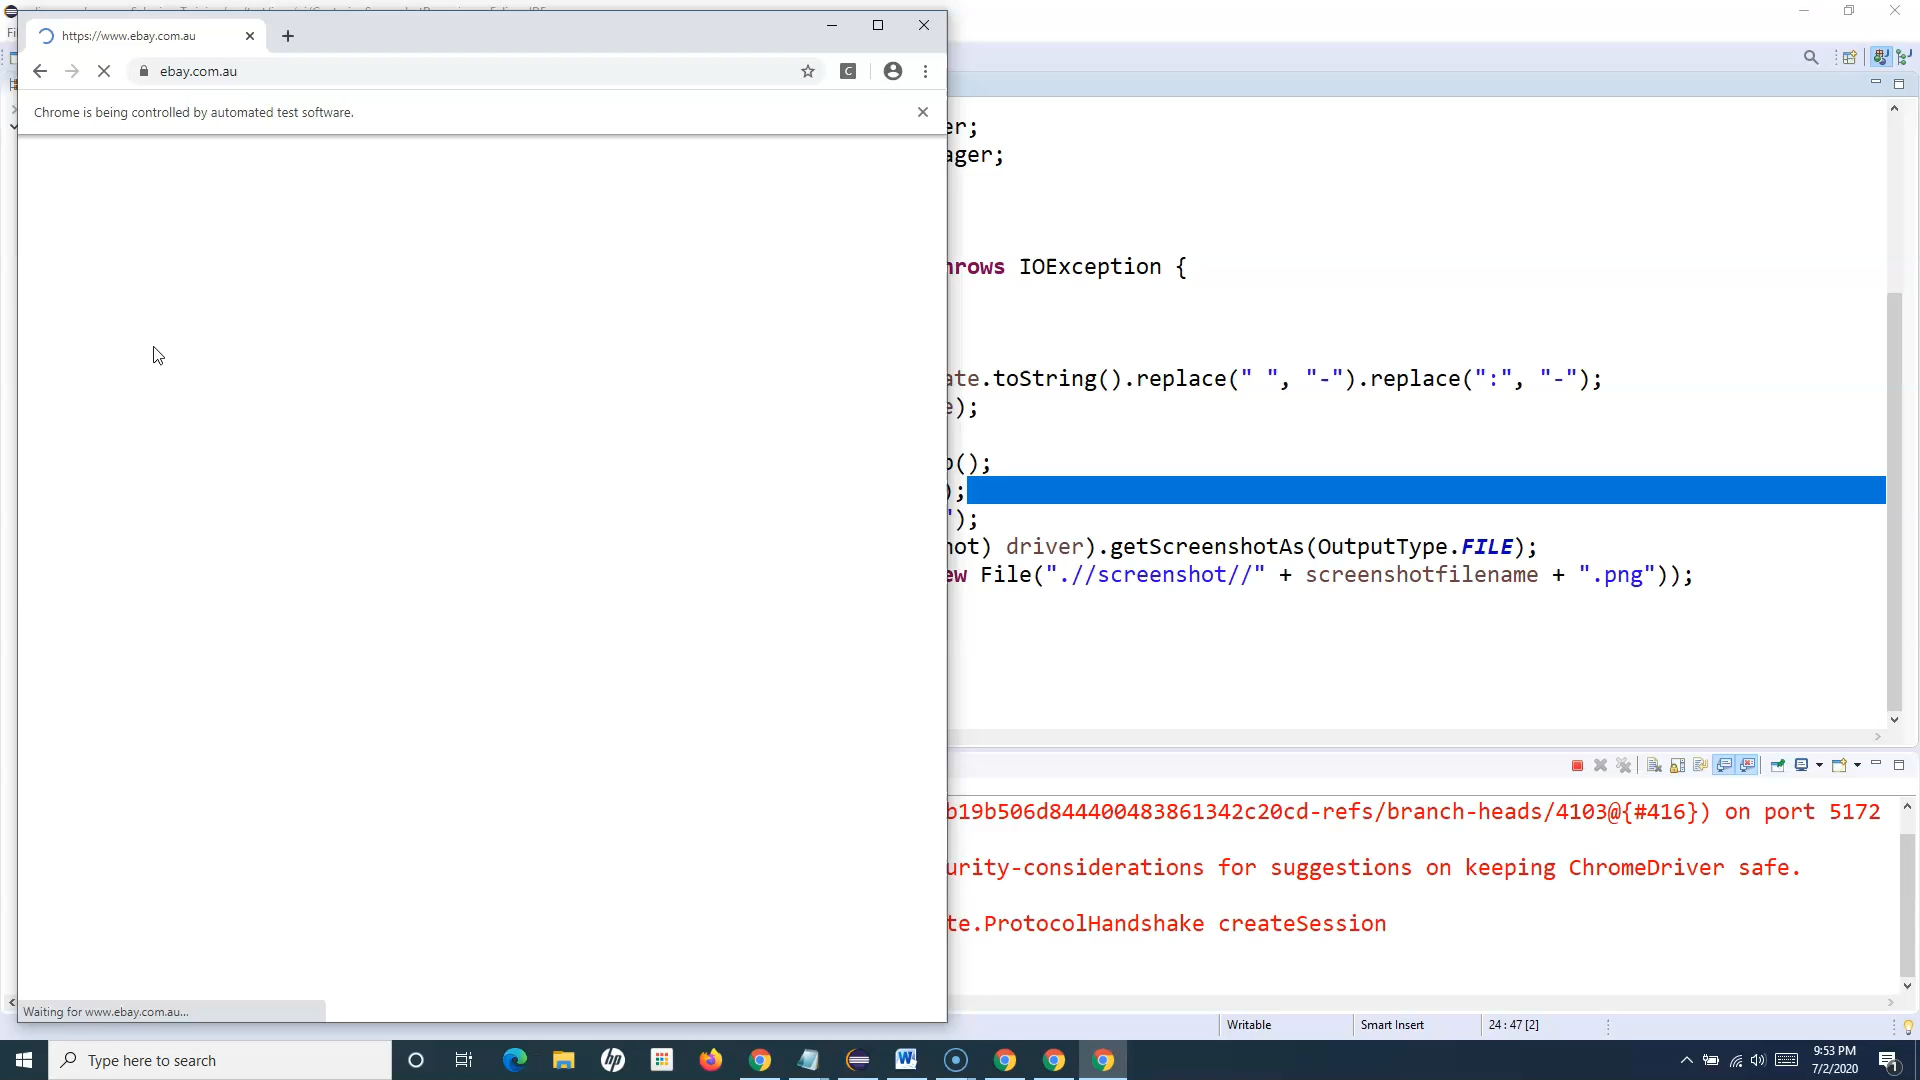 https://www.ebay.com.au
ebay.com.au
Chrome is being controlled by automated test software.
er;
ager;
hrows IOException {
ate.toString().replace(" ", "-").replace(":", "-");
e);
p();
);
");
hot) driver).getScreenshotAs(OutputType.FILE);
ew File(".//screenshot//" + screenshotfilename + ".png"));
b19b506d844400483861342c20cd-refs/branch-heads/4103@{#416}) on port 5172
urity-considerations for suggestions on keeping ChromeDriver safe.
te.ProtocolHandshake createSession
Waiting for www.ebay.com.au...
Writable
Smart Insert
24 : 47 [2]
Type here to search
9:53 PM
7/2/2020